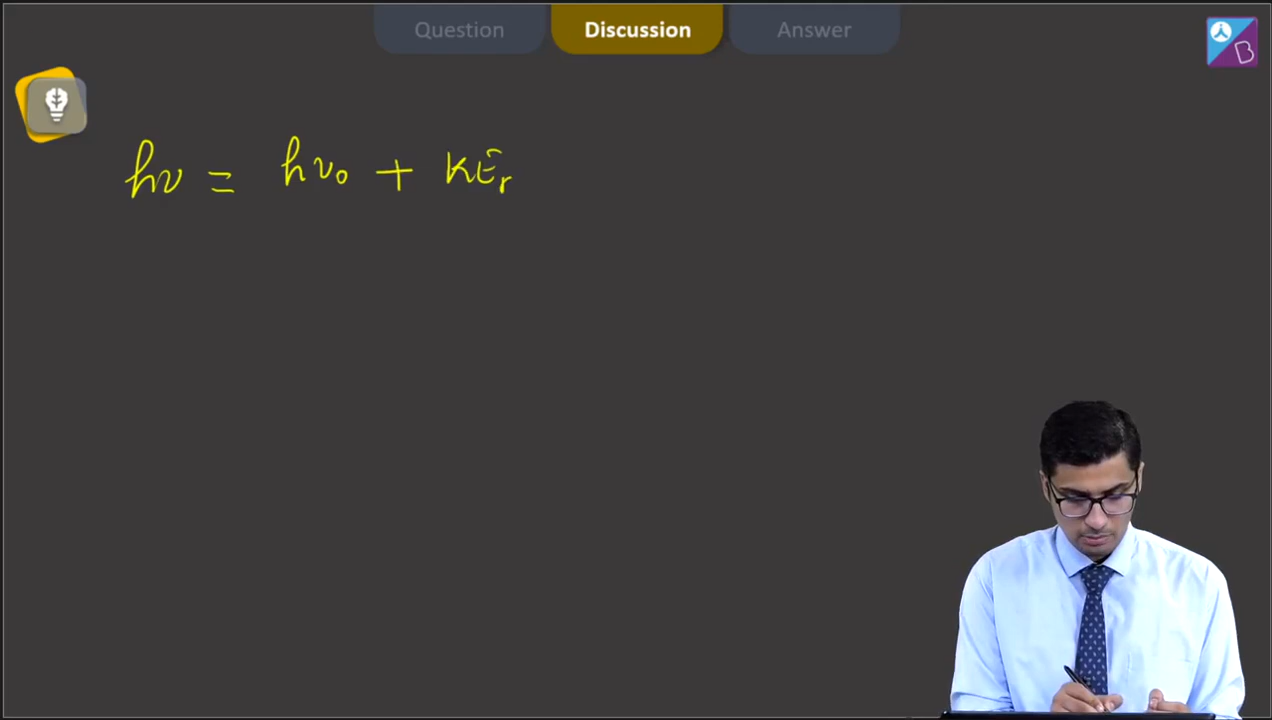 Question Discussion Answer
B
hν = hν₀ + KEᵣ